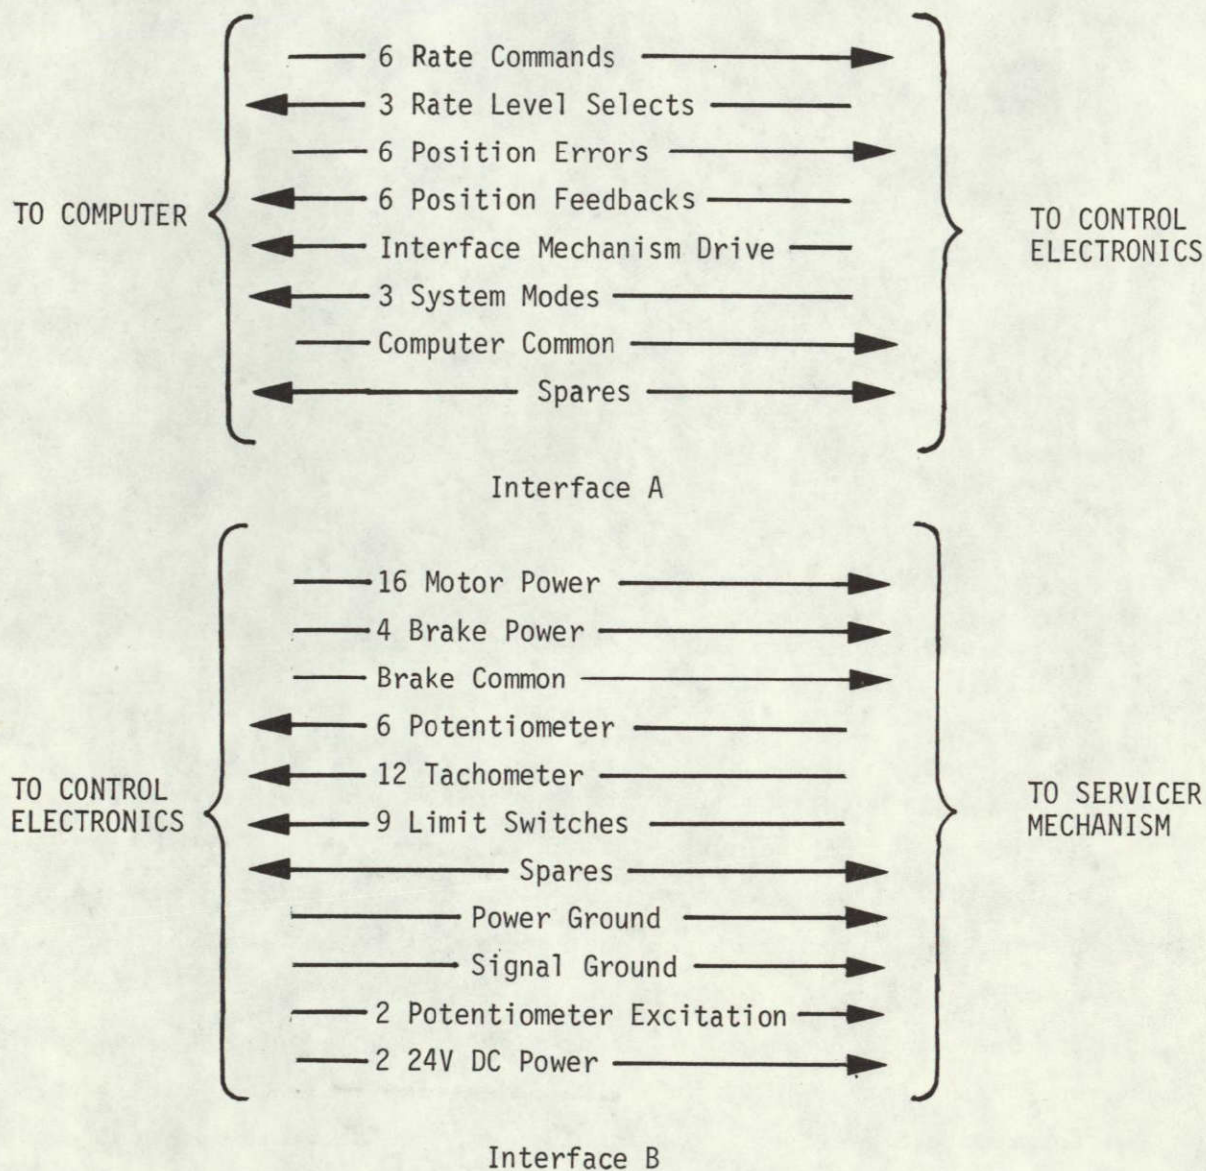 6 Rate Commands
3 Rate Level Selects
6 Position Errors
6 Position Feedbacks
TO COMPUTER
TO CONTROL
ELECTRONICS
Interface Mechanism Drive
3 System Modes
Computer Common
Spares
Interface A
16 Motor Power
4 Brake Power
Brake Common
6 Potentiometer
12 Tachometer
TO CONTROL
ELECTRONICS
TO SERVICER
MECHANISM
9 Limit Switches
Spares
Power Ground
Signal Ground
2 Potentiometer Excitation
2 24V DC Power
Interface B